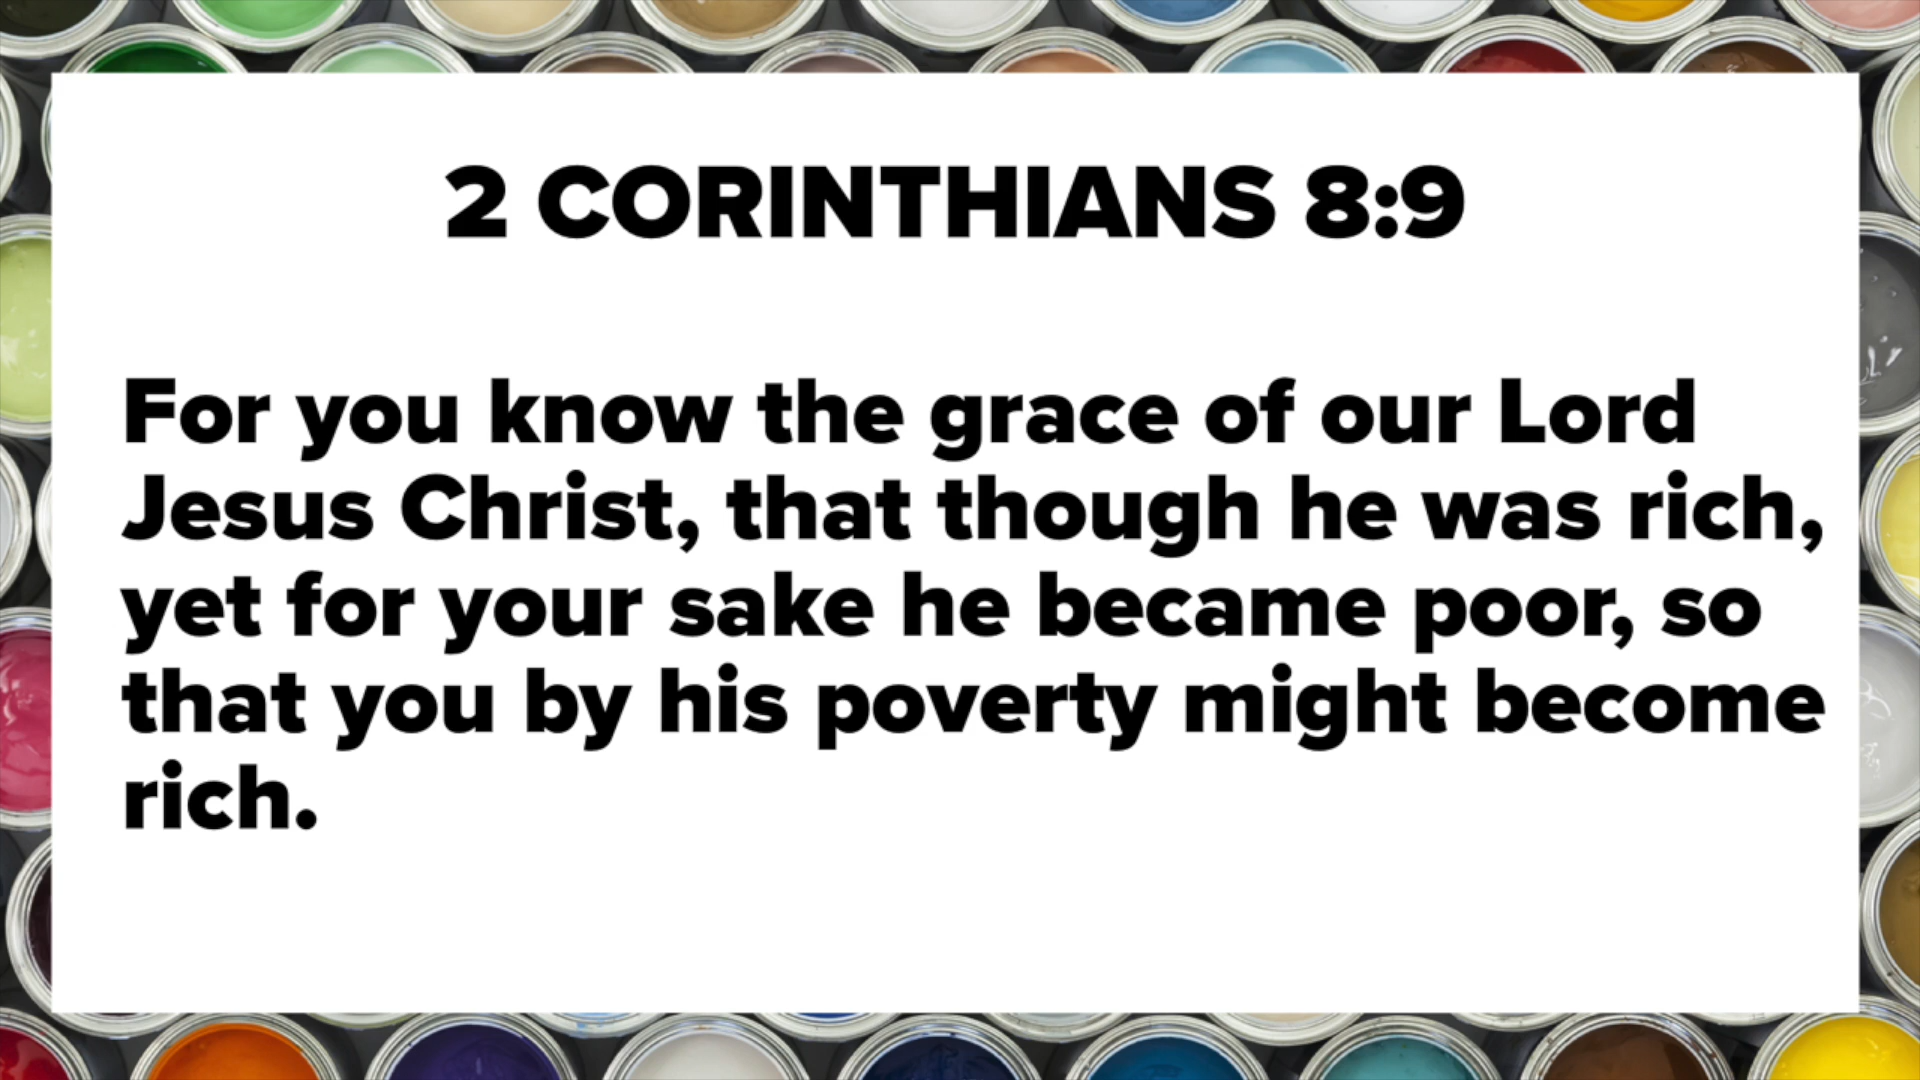 2 CORINTHIANS 8:9
For you know the grace of our Lord
Jesus Christ, that though he was rich,
yet for your sake he became poor, so
that you by his poverty might become
rich.